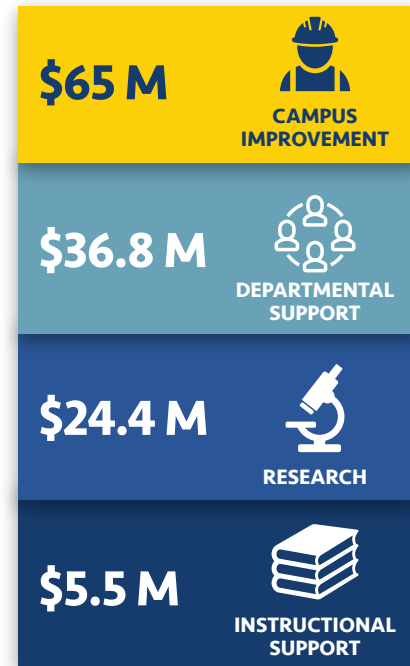 $65 M
CAMPUS
IMPROVEMENT
$36.8 M
DEPARTMENTAL
SUPPORT
$24.4 M
RESEARCH
$5.5 M
INSTRUCTIONAL
SUPPORT